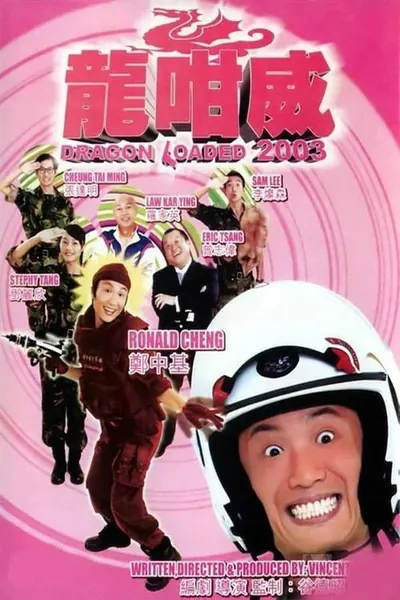 龍咁威
DRAGON LOADED 2003
CHEUNG TAI MING
張達明
LAW KAR YING
羅家英
SAM LEE
李燦森
ERIC TSANG
曾志偉
STEPHY TANG
鄧麗欣
RONALD CHENG
鄭中基
WRITTEN,DIRECTED & PRODUCED BY: VINCENT
編劇 導演 監制：谷德昭